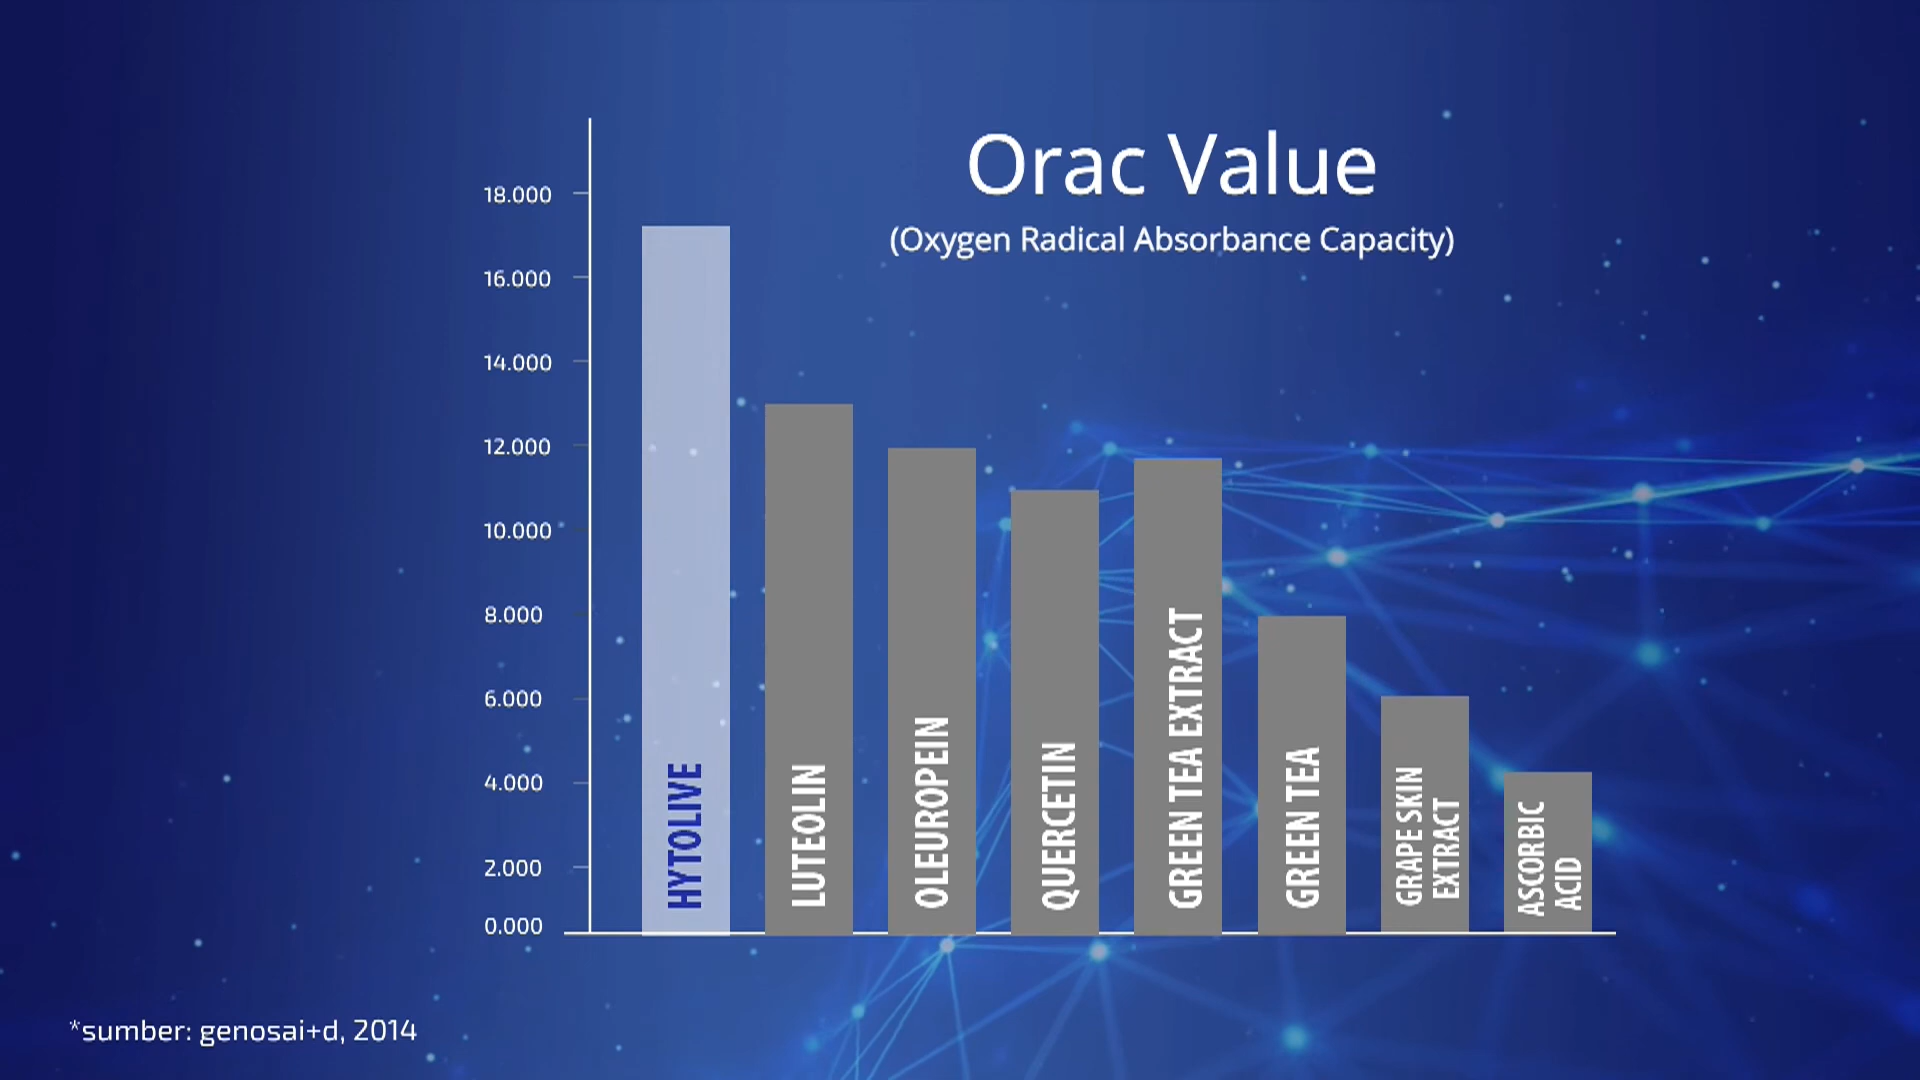 Orac Value
(Oxygen Radical Absorbance Capacity)
18.000
16.000
14.000
12.000
10.000
8.000
6.000
4.000
2.000
0.000
HYTOLIVE
LUTEOLIN
OLEUROPEIN
QUERCETIN
GREEN TEA EXTRACT
GREEN TEA
GRAPE SKIN
EXTRACT
ASCORBIC
ACID
*sumber: genosai+d, 2014